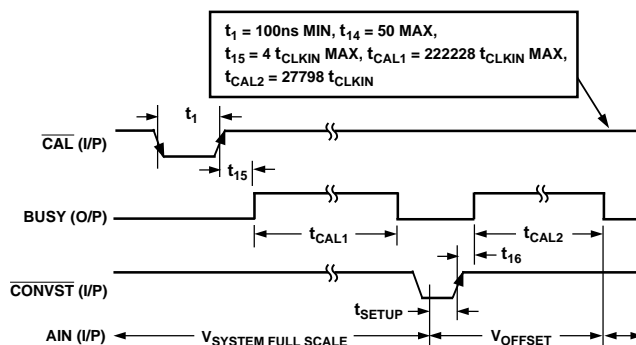 t1 = 100ns MIN, t14 = 50 MAX,
t15 = 4 tCLKIN MAX, tCAL1 = 222228 tCLKIN MAX,
tCAL2 = 27798 tCLKIN
t1
CAL (I/P)
t15
BUSY (O/P)
tCAL1
tCAL2
t16
CONVST (I/P)
tSETUP
AIN (I/P)
VSYSTEM FULL SCALE
VOFFSET